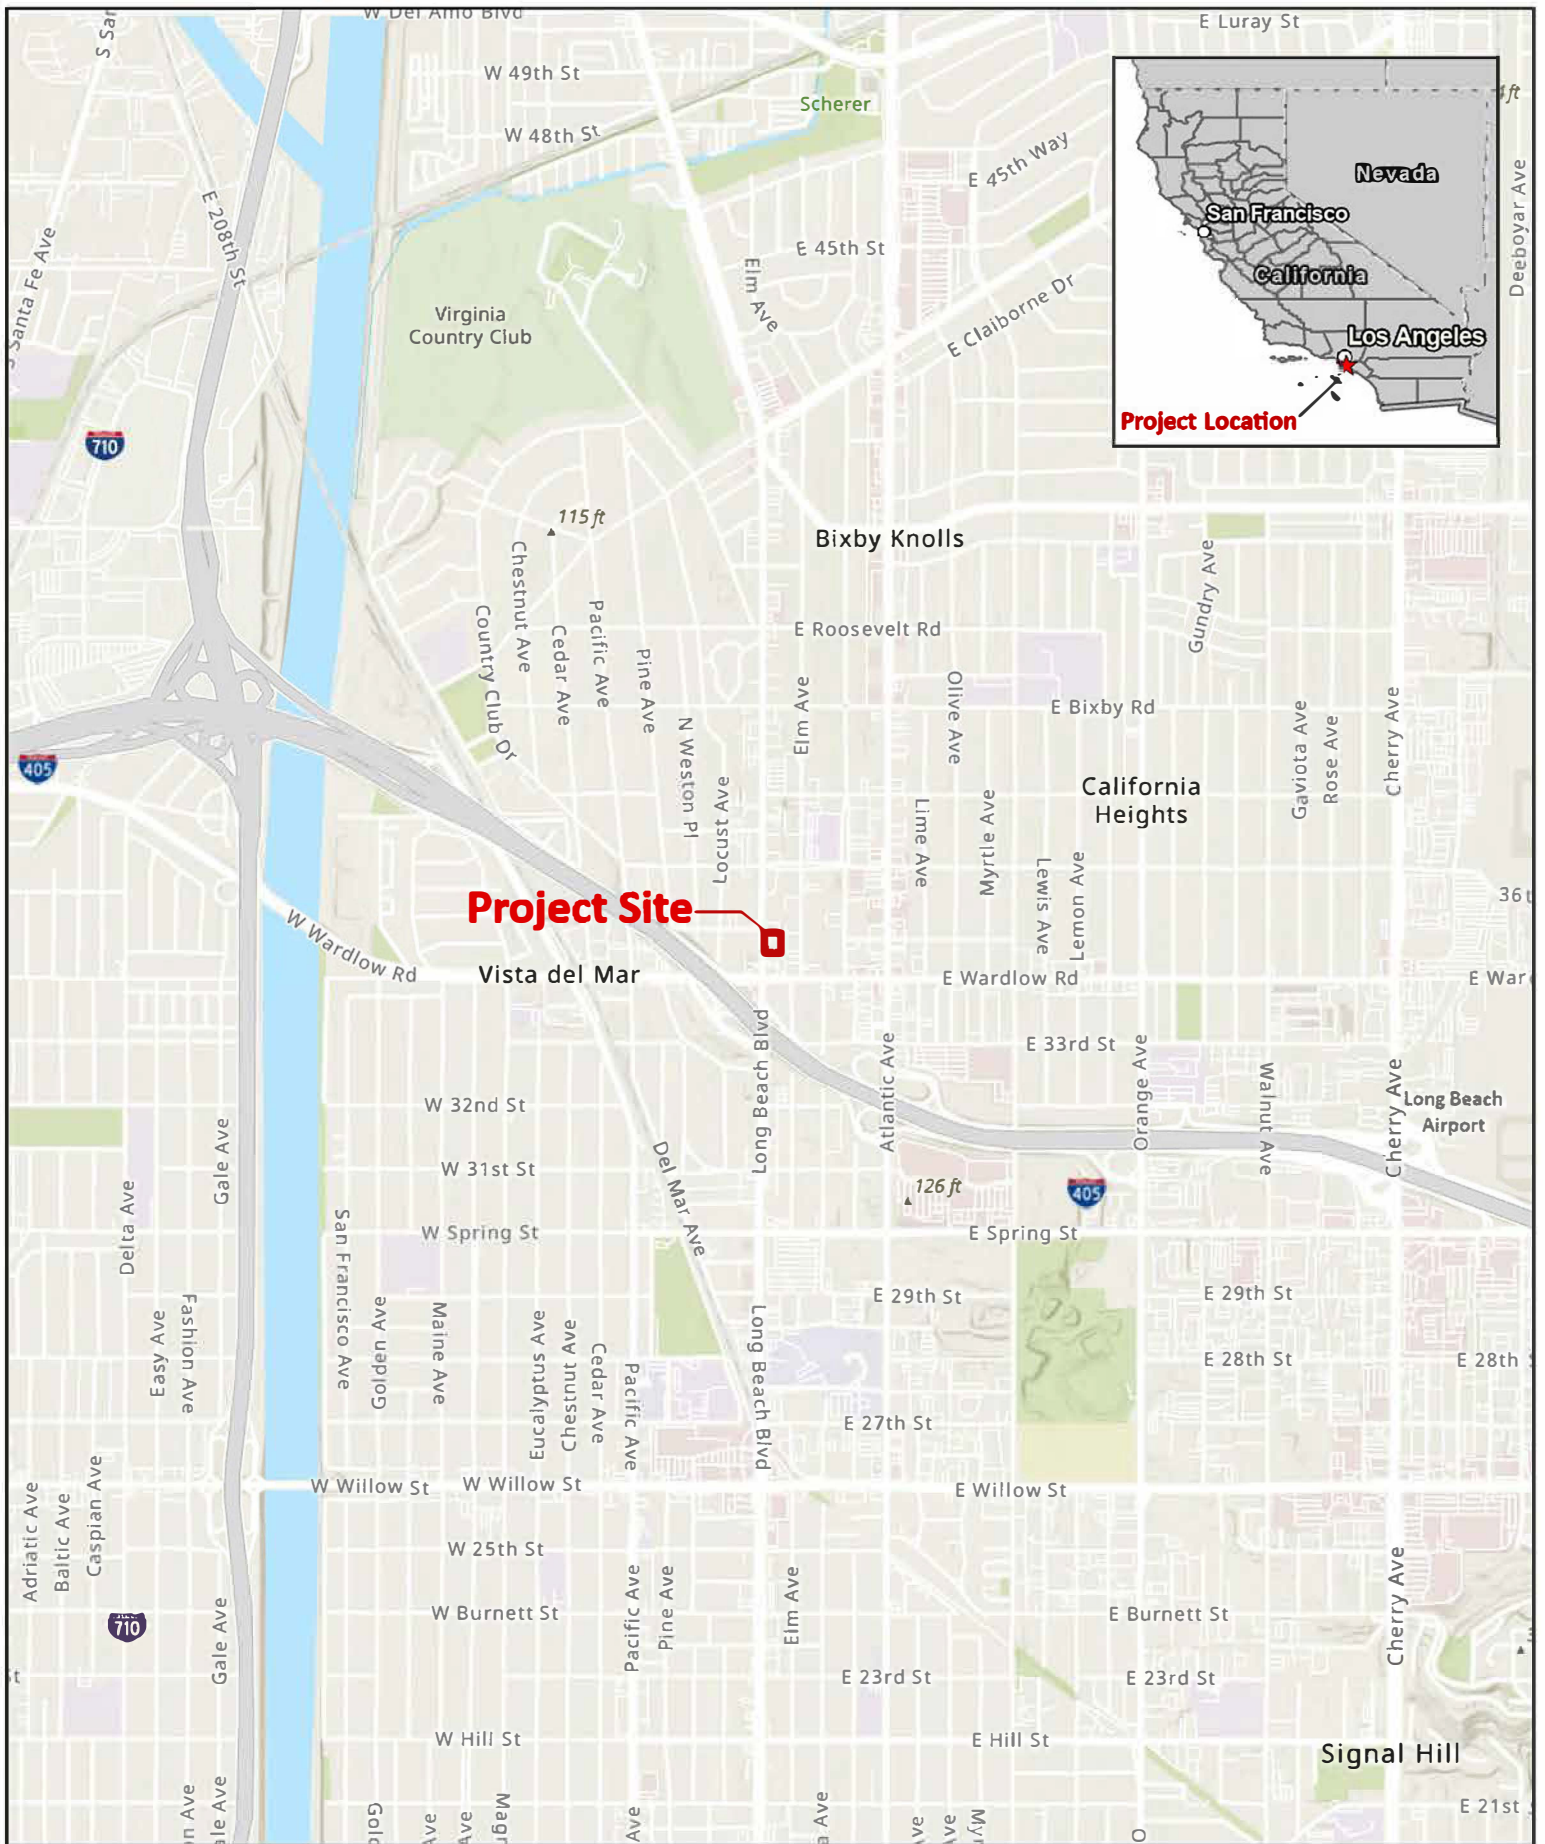 W Del Amo Blvd
E Luray St
W 49th St
Scherer
W 48th St
E 45th Way
E 208th St
E 45th St
Elm Ave
E Claiborne Dr
Deeboyar Ave
S Santa Fe Ave
Virginia
Country Club
Nevada
San Francisco
California
Los Angeles
Project Location
710
115 ft
Bixby Knolls
Chestnut Ave
Gundry Ave
Country Club Dr
Cedar Ave
Pacific Ave
Pine Ave
E Roosevelt Rd
N Weston Pl
Locust Ave
Elm Ave
Olive Ave
E Bixby Rd
Gaviota Ave
Rose Ave
Cherry Ave
405
California
Heights
Lime Ave
Myrtle Ave
Lewis Ave
Lemon Ave
Project Site
W Wardlow Rd
Vista del Mar
E Wardlow Rd
Long Beach Blvd
Atlantic Ave
E 33rd St
Orange Ave
Walnut Ave
Cherry Ave
Long Beach
Airport
W 32nd St
Gale Ave
W 31st St
Del Mar Ave
126 ft
405
Delta Ave
San Francisco Ave
W Spring St
E Spring St
E 29th St
E 29th St
Easy Ave
Fashion Ave
Golden Ave
Maine Ave
Eucalyptus Ave
Chestnut Ave
Cedar Ave
Pacific Ave
Long Beach Blvd
E 28th St
E 28th
E 27th St
W Willow St
W Willow St
E Willow St
Adriatic Ave
Baltic Ave
Caspian Ave
W 25th St
710
Gale Ave
W Burnett St
Pacific Ave
Pine Ave
Elm Ave
E Burnett St
Cherry Ave
E 23rd St
E 23rd St
W Hill St
E Hill St
Signal Hill
E 21st